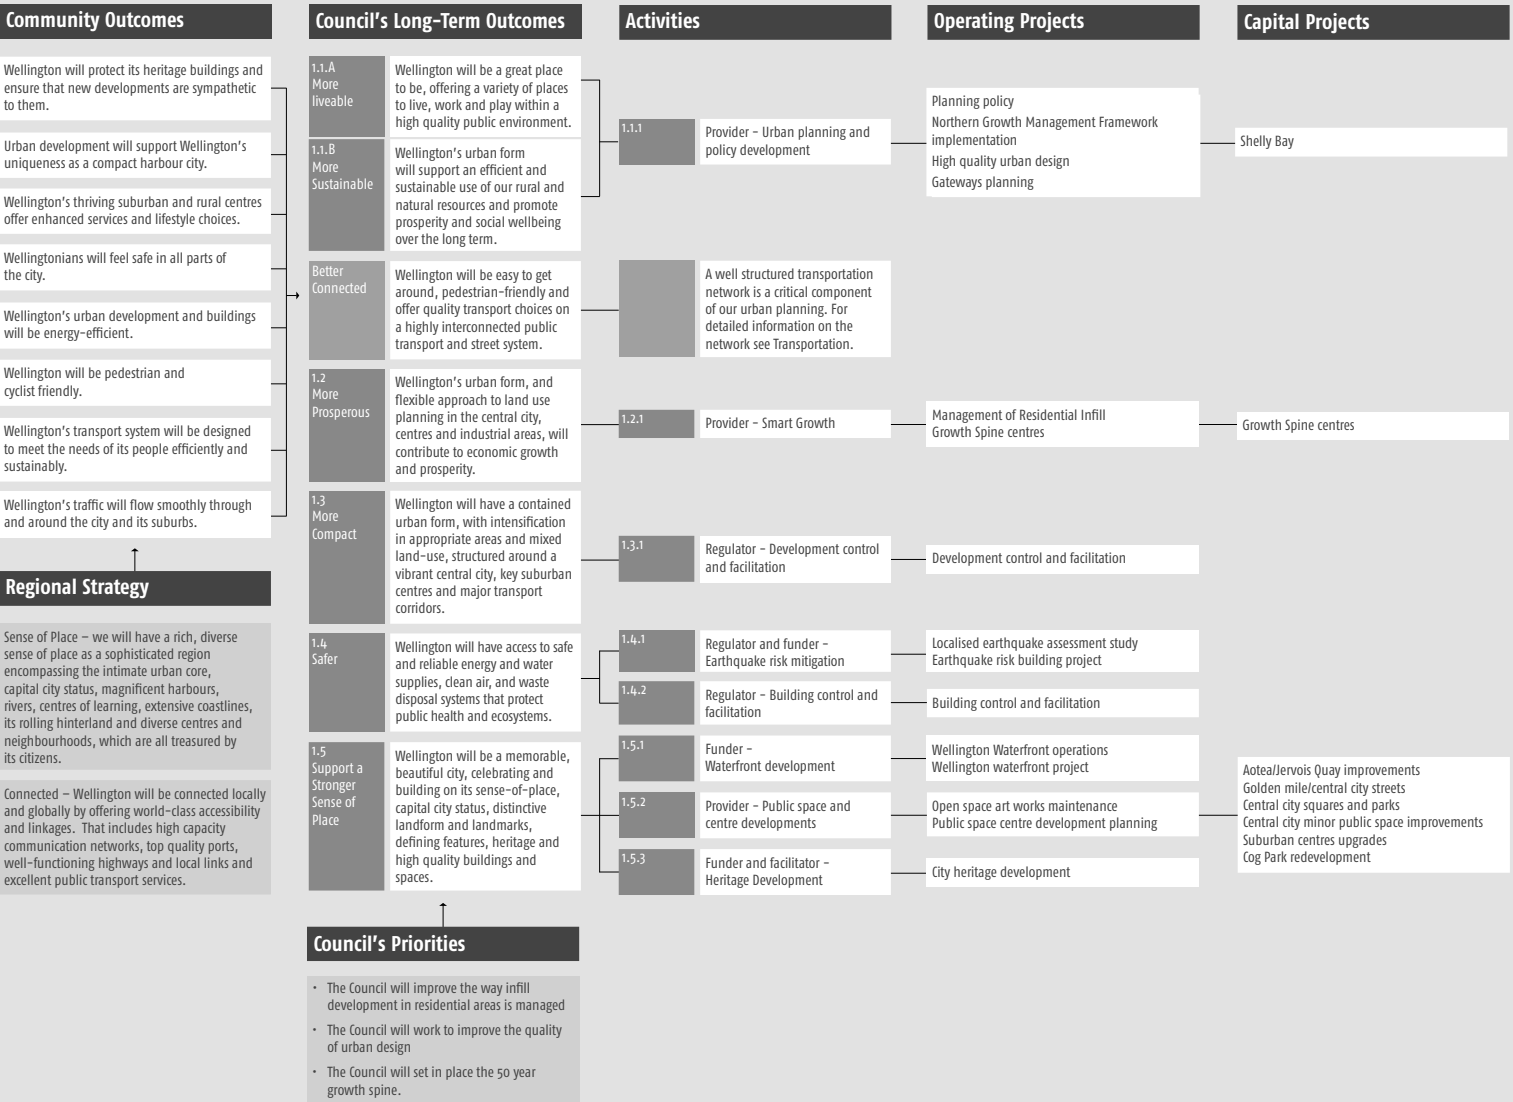 Community Outcomes
Wellington will protect its heritage buildings and
ensure that new developments are sympathetic
to them.
Urban development will support Wellington's
uniqueness as a compact harbour city.
Wellington's thriving suburban and rural centres
offer enhanced services and lifestyle choices.
Wellingtonians will feel safe in all parts of
the city.
Wellington's urban development and buildings
will be energy-efficient.
Wellington will be pedestrian and
cyclist friendly.
Wellington's transport system will be designed
to meet the needs of its people efficiently and
sustainably.
Wellington's traffic will flow smoothly through
and around the city and its suburbs.
Regional Strategy
Sense of Place – we will have a rich, diverse
sense of place as a sophisticated region
encompassing the intimate urban core,
capital city status, magnificent harbours,
rivers, centres of learning, extensive coastlines,
its rolling hinterland and diverse centres and
neighbourhoods, which are all treasured by
its citizens.
Connected – Wellington will be connected locally
and globally by offering world-class accessibility
and linkages. That includes high capacity
communication networks, top quality ports,
well-functioning highways and local links and
excellent public transport services.
Council's Long-Term Outcomes
1.1.A
More
liveable
Wellington will be a great place
to be, offering a variety of places
to live, work and play within a
high quality public environment.
1.1.B
More
Sustainable
Wellington's urban form
will support an efficient and
sustainable use of our rural and
natural resources and promote
prosperity and social wellbeing
over the long term.
Better
Connected
Wellington will be easy to get
around, pedestrian-friendly and
offer quality transport choices on
a highly interconnected public
transport and street system.
1.2
More
Prosperous
Wellington's urban form, and
flexible approach to land use
planning in the central city,
centres and industrial areas, will
contribute to economic growth
and prosperity.
1.3
More
Compact
Wellington will have a contained
urban form, with intensification
in appropriate areas and mixed
land-use, structured around a
vibrant central city, key suburban
centres and major transport
corridors.
1.4
Safer
Wellington will have access to safe
and reliable energy and water
supplies, clean air, and waste
disposal systems that protect
public health and ecosystems.
1.5
Support a
Stronger
Sense of
Place
Wellington will be a memorable,
beautiful city, celebrating and
building on its sense-of-place,
capital city status, distinctive
landform and landmarks,
defining features, heritage and
high quality buildings and
spaces.
Council's Priorities
• The Council will improve the way infill
development in residential areas is managed
• The Council will work to improve the quality
of urban design
• The Council will set in place the 50 year
growth spine.
Activities
1.1.1
Provider - Urban planning and
policy development
A well structured transportation
network is a critical component
of our urban planning. For
detailed information on the
network see Transportation.
1.2.1
Provider - Smart Growth
1.3.1
Regulator - Development control
and facilitation
1.4.1
Regulator and funder -
Earthquake risk mitigation
1.4.2
Regulator - Building control and
facilitation
1.5.1
Funder -
Waterfront development
1.5.2
Provider - Public space and
centre developments
1.5.3
Funder and facilitator -
Heritage Development
Operating Projects
Planning policy
Northern Growth Management Framework
implementation
High quality urban design
Gateways planning
Management of Residential Infill
Growth Spine centres
Development control and facilitation
Localised earthquake assessment study
Earthquake risk building project
Building control and facilitation
Wellington Waterfront operations
Wellington waterfront project
Open space art works maintenance
Public space centre development planning
City heritage development
Capital Projects
Shelly Bay
Growth Spine centres
Aotea/Jervois Quay improvements
Golden mile/central city streets
Central city squares and parks
Central city minor public space improvements
Suburban centres upgrades
Cog Park redevelopment